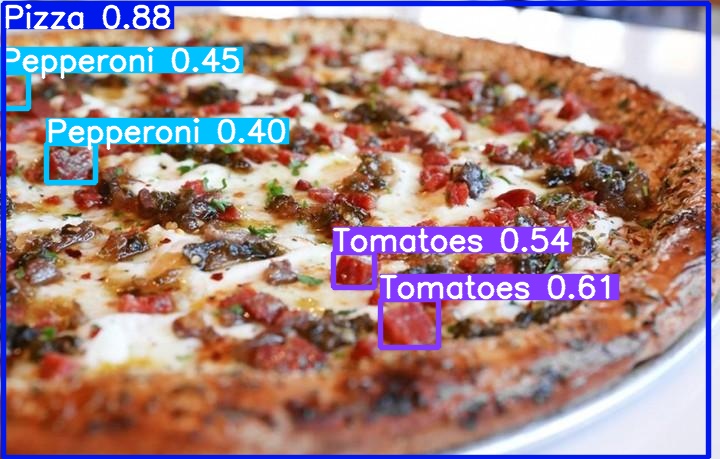 Pizza 0.88
Pepperoni 0.45
Pepperoni 0.40
Tomatoes 0.54
Tomatoes 0.61